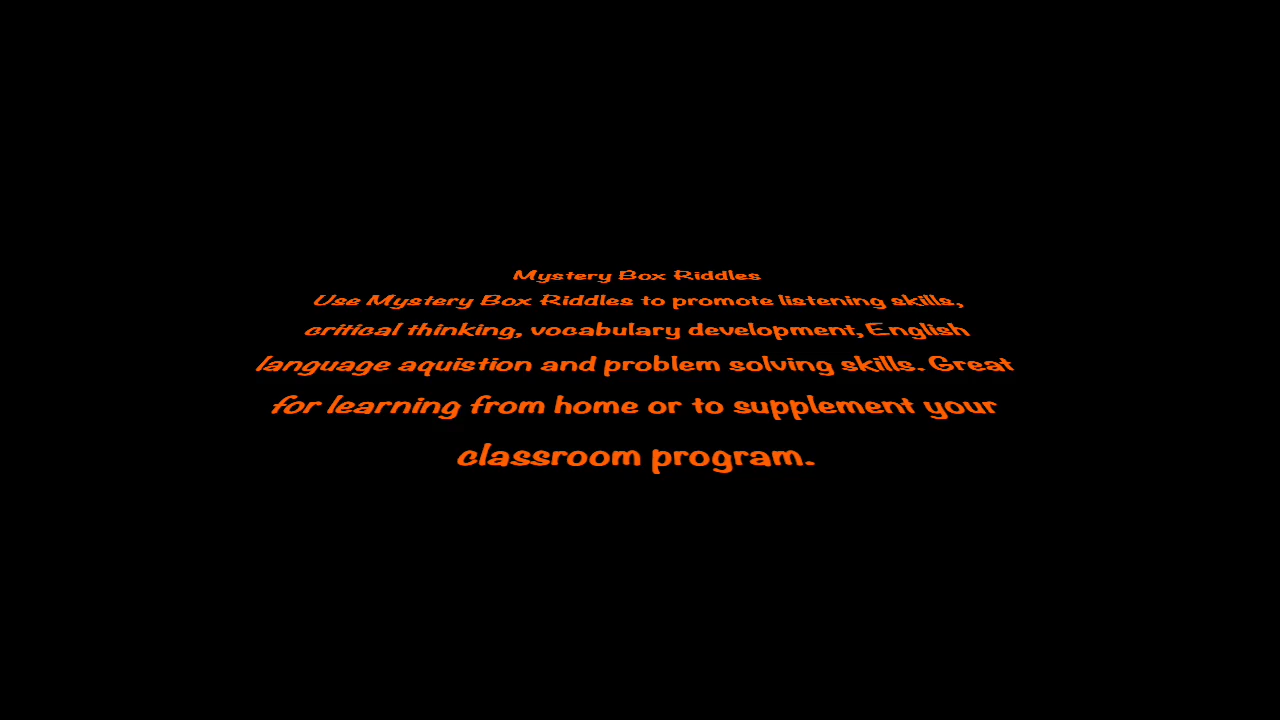 Mystery Box Riddles
Use Mystery Box Riddles to promote listening skills,
critical thinking, vocabulary development, English
language aquistion and problem solving skills. Great
for learning from home or to supplement your
classroom program.